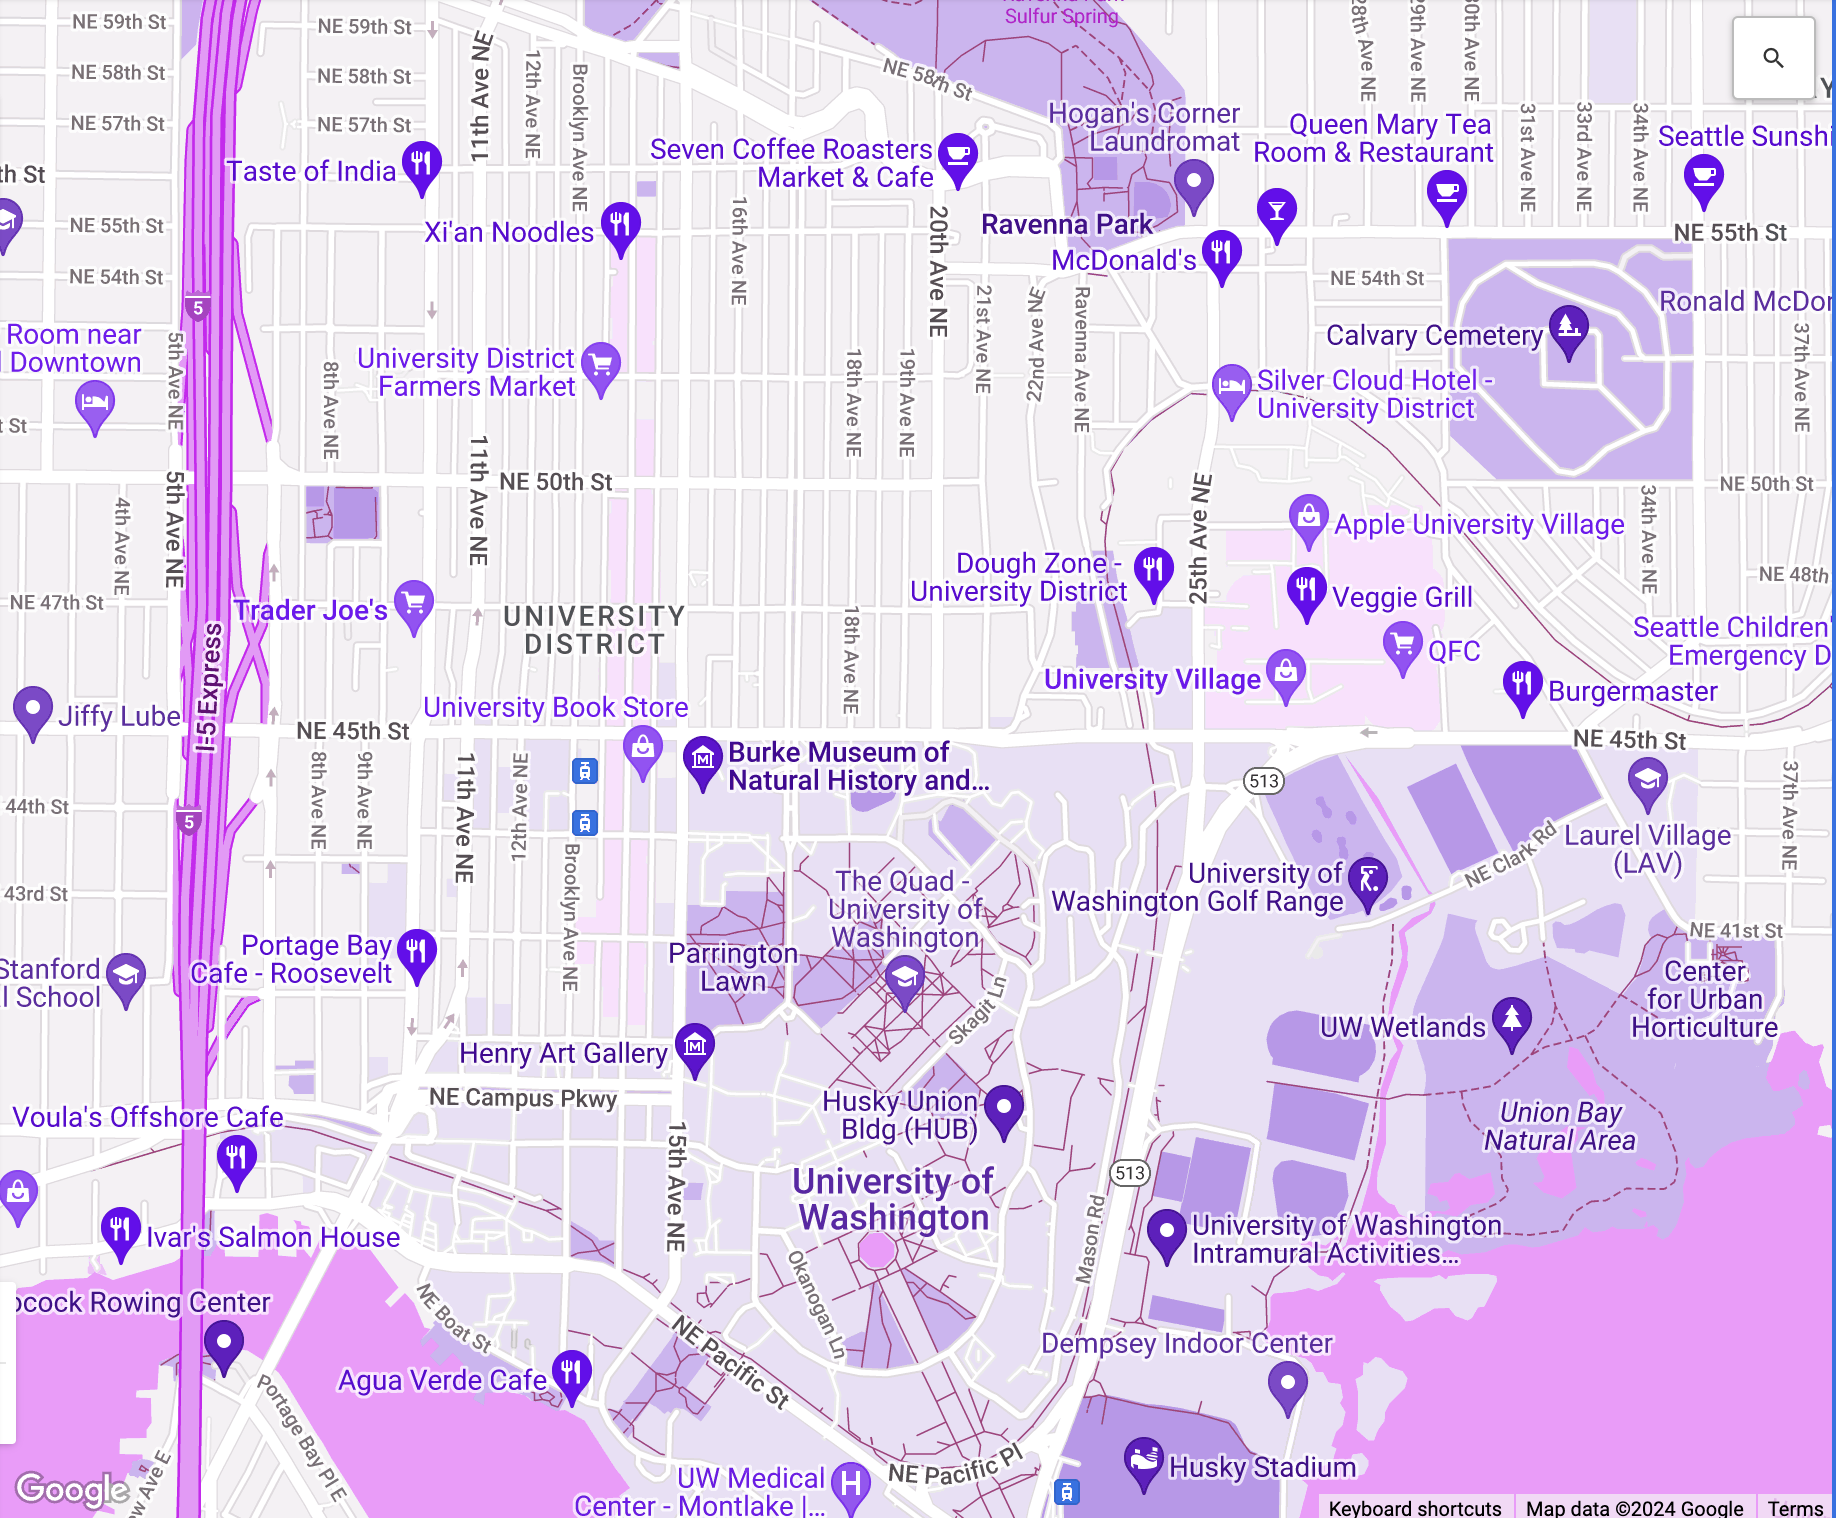 Ravenna Park
Sulfur Spring
NE 59th St
NE 59th St
11th Ave NE
12th Ave NE
Brooklyn Ave NE
NE 58th St
NE 58th St
NE 58th St
28th Ave NE
29th Ave NE
30th Ave NE
NE 57th St
NE 57th St
Hogan's Corner
Laundromat
Queen Mary Tea
Room & Restaurant
31st Ave NE
33rd Ave NE
34th Ave NE
Seattle Sunshi
Y
th St
Taste of India
Seven Coffee Roasters
Market & Cafe
NE 55th St
Xi'an Noodles
16th Ave NE
20th Ave NE
Ravenna Park
McDonald's
NE 55th St
NE 54th St
NE 54th St
5
21st Ave NE
22nd Ave NE
Ravenna Ave NE
Ronald McDon
Calvary Cemetery
37th Ave NE
Room near
Downtown
5th Ave NE
8th Ave NE
University District
Farmers Market
18th Ave NE
19th Ave NE
Silver Cloud Hotel -
University District
t St
11th Ave NE
NE 50th St
NE 50th St
4th Ave NE
5th Ave NE
25th Ave NE
34th Ave NE
Apple University Village
Dough Zone -
University District
Veggie Grill
NE 48th
NE 47th St
Trader Joe's
UNIVERSITY
DISTRICT
18th Ave NE
I-5 Express
QFC
Seattle Children'
Emergency D
University Village
Burgermaster
Jiffy Lube
University Book Store
NE 45th St
NE 45th St
8th Ave NE
9th Ave NE
11th Ave NE
12th Ave NE
Burke Museum of
Natural History and...
513
37th Ave NE
44th St
5
Laurel Village
(LAV)
NE Clark Rd
Brooklyn Ave NE
The Quad -
University of
Washington
University of
Washington Golf Range
43rd St
NE 41st St
Portage Bay
Cafe - Roosevelt
Parrington
Lawn
Stanford
l School
Skagit Ln
Center
for Urban
Horticulture
UW Wetlands
Henry Art Gallery
NE Campus Pkwy
Husky Union
Bldg (HUB)
Voula's Offshore Cafe
Union Bay
Natural Area
15th Ave NE
University of
Washington
513
Mason Rd
Ivar's Salmon House
University of Washington
Intramural Activities...
Okanogan Ln
ocock Rowing Center
NE Boat St
NE Pacific St
Dempsey Indoor Center
Agua Verde Cafe
Portage Bay Pl E
NE Pacific Pl
Husky Stadium
UW Medical
Center - Montlake |...
H
Google
ow Ave E
Keyboard shortcuts
Map data ©2024 Google
Terms